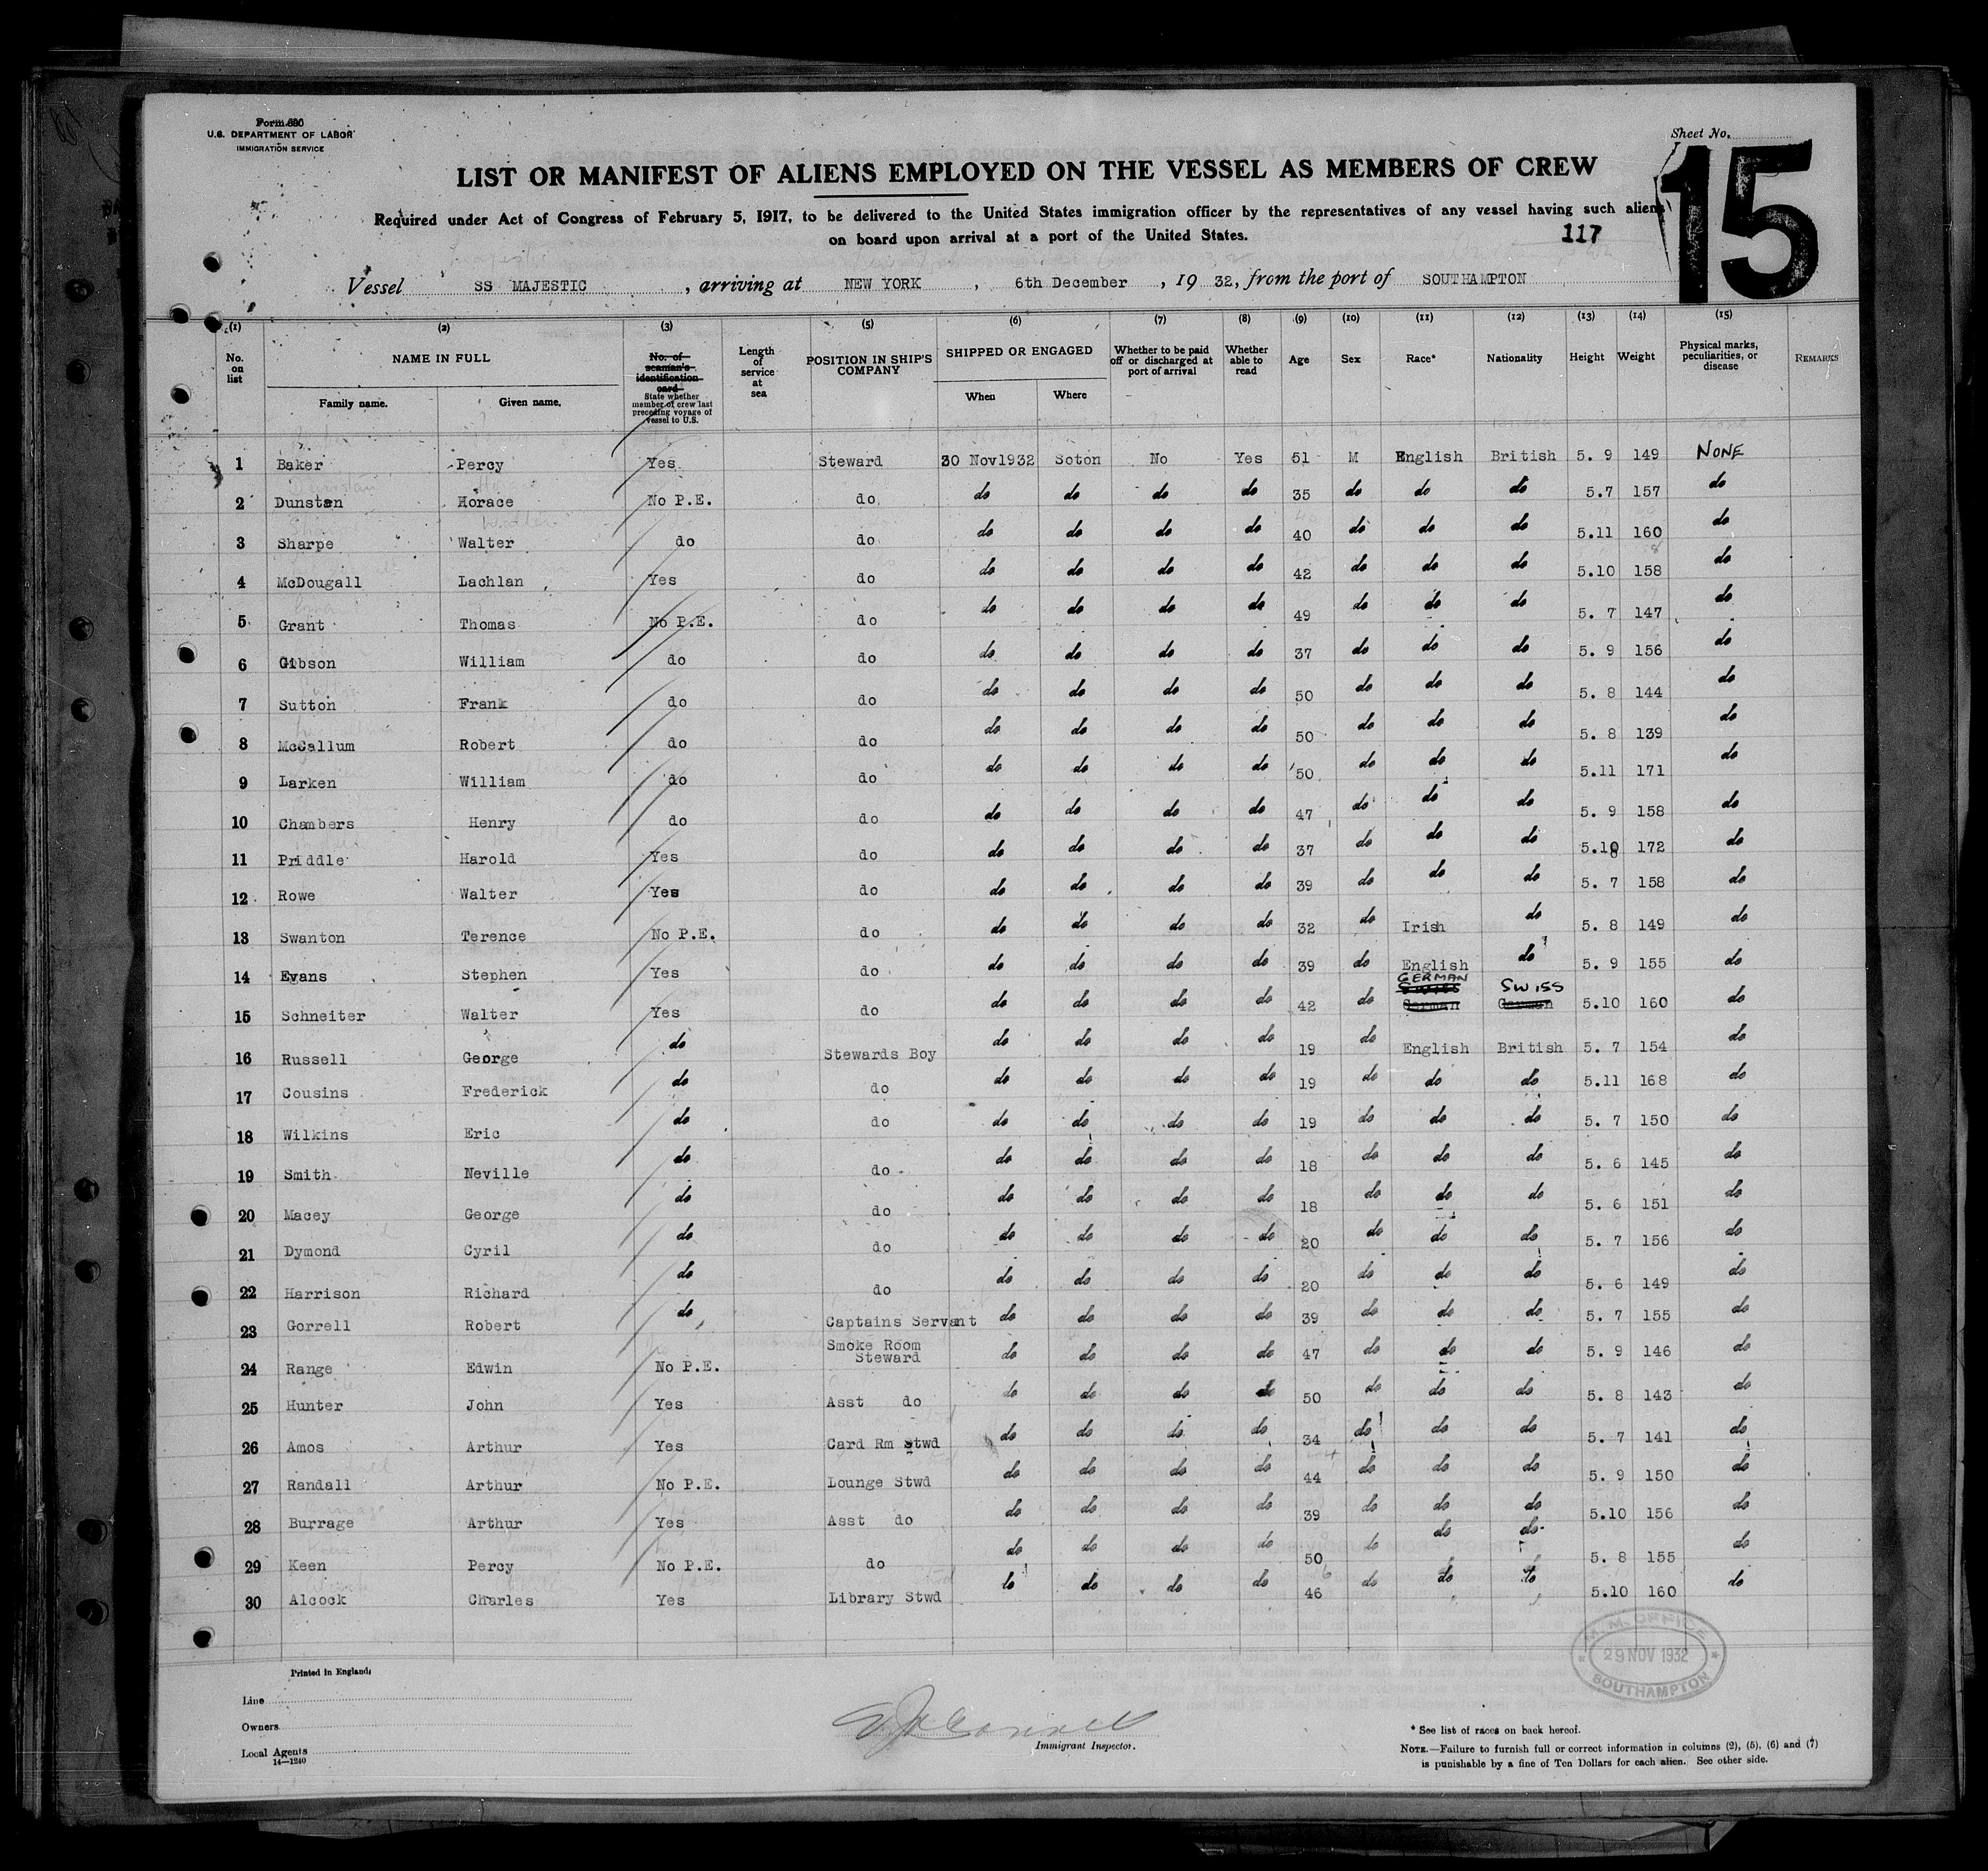 Form 680
U.S. DEPARTMENT OF LABOR
IMMIGRATION SERVICE
Sheet No.
15
LIST OR MANIFEST OF ALIENS EMPLOYED ON THE VESSEL AS MEMBERS OF CREW
Required under Act of Congress of February 5, 1917, to be delivered to the United States immigration officer by the representatives of any vessel having such aliens
on board upon arrival at a port of the United States.
117
Vessel SS MAJESTIC, arriving at NEW YORK, 6th December, 19 32, from the port of SOUTHAMPTON
(1) (2) (3) (5) (6) (7) (8) (9) (10) (11) (12) (13) (14) (15)
No. on list NAME IN FULL Family name. Given name. No. of seaman's identification card State whether member of crew last preceding voyage of vessel to U.S. Length of service at sea POSITION IN SHIP'S COMPANY SHIPPED OR ENGAGED When Where Whether to be paid off or discharged at port of arrival Whether able to read Age Sex Race* Nationality Height Weight Physical marks, peculiarities, or disease REMARKS
1 Baker Percy Yes Steward 30 Nov1932 Soton No Yes 51 M English British 5. 9 149 NONE
2 Dunstan Horace No P.E. do do do do do 35 do do do 5.7 157 do
3 Sharpe Walter do do do do do do 40 do do do 5.11 160 do
4 McDougall Lachlan Yes do do do do do 42 do do do 5.10 158 do
5 Grant Thomas No P.E. do do do do do 49 do do do 5. 7 147 do
6 Gibson William do do do do do do 37 do do do 5. 9 156 do
7 Sutton Frank do do do do do do 50 do do do 5. 8 144 do
8 McCallum Robert do do do do do do 50 do do do 5. 8 139 do
9 Larken William do do do do do do 50 do do do 5.11 171 do
10 Chambers Henry do do do do do do 47 do do do 5. 9 158 do
11 Priddle Harold Yes do do do do do 37 do do do 5.10 172 do
12 Rowe Walter Yes do do do do do 39 do do do 5. 7 158 do
13 Swanton Terence No P.E. do do do do do 32 do Irish do 5. 8 149 do
14 Evans Stephen Yes do do do do do 39 do English do 5. 9 155 do
GERMAN
Swiss SWISS
15 Schneiter Walter Yes do do do do do 42 do German German 5.10 160 do
16 Russell George do Stewards Boy do do do do 19 do English British 5. 7 154 do
17 Cousins Frederick do do do do do do 19 do do do 5.11 168 do
18 Wilkins Eric do do do do do do 19 do do do 5. 7 150 do
19 Smith Neville do do do do do do 18 do do do 5. 6 145 do
20 Macey George do do do do do do 18 do do do 5. 6 151 do
21 Dymond Cyril do do do do do do 20 do do do 5. 7 156 do
22 Harrison Richard do do do do do do 20 do do do 5. 6 149 do
23 Gorrell Robert do Captains Servant do do do do 39 do do do 5. 7 155 do
24 Range Edwin No P.E. Smoke Room Steward do do do do 47 do do do 5. 9 146 do
25 Hunter John Yes Asst do do do do do 50 do do do 5. 8 143 do
26 Amos Arthur Yes Card Rm Stwd do do do do 34 do do do 5. 7 141 do
27 Randall Arthur No P.E. Lounge Stwd do do do do 44 do do do 5. 9 150 do
28 Burrage Arthur Yes Asst do do do do do 39 do do do 5.10 156 do
29 Keen Percy No P.E. do do do do do 50 do do do 5. 8 155 do
30 Alcock Charles Yes Library Stwd do do do do 46 do do do 5.10 160 do
M.M. OFFICE
29 NOV 1932
SOUTHAMPTON
Printed in England
Line
Owners
Local Agents
14—1240
Immigrant Inspector.
* See list of races on back hereof.
NOTE.—Failure to furnish full or correct information in columns (2), (5), (6) and (7)
is punishable by a fine of Ten Dollars for each alien. See other side.